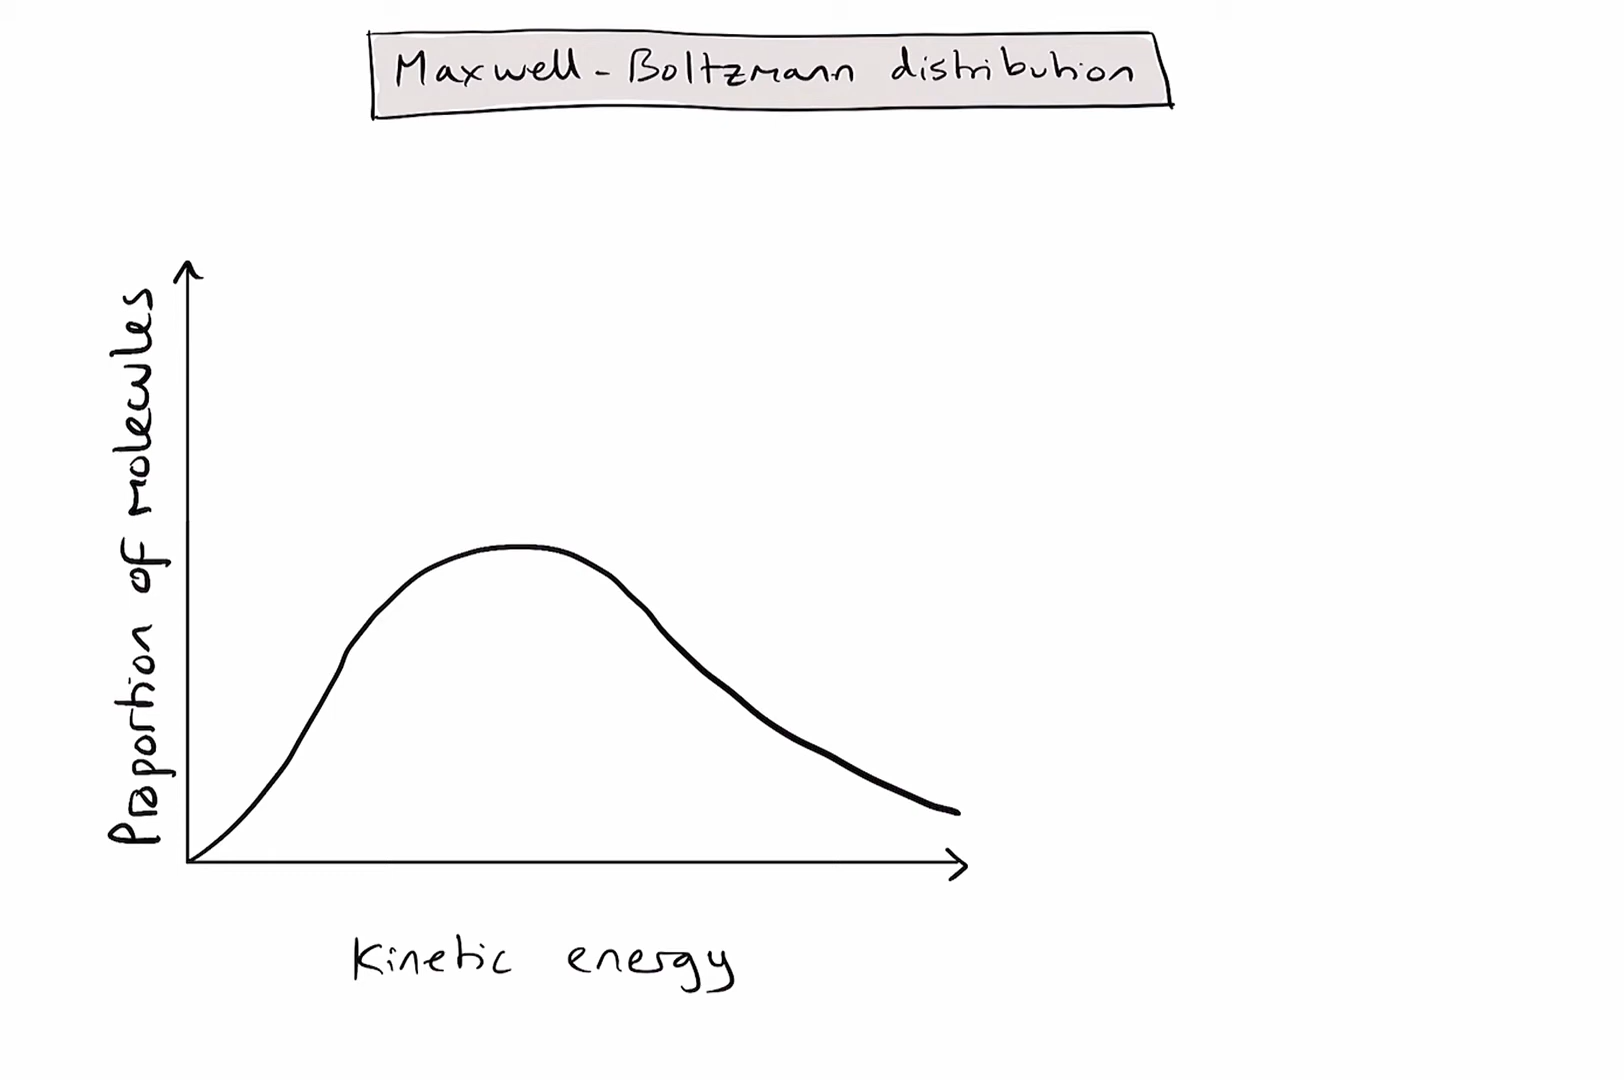 Maxwell-Boltzmann distribution
Proportion of molecules
Kinetic energy